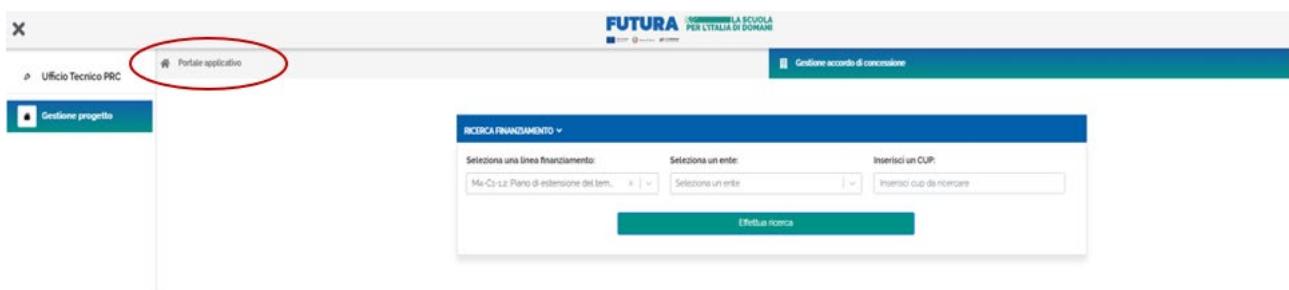 FUTURA LA SCUOLA PER L'ITALIA DI DOMANI
Ufficio Tecnico PRC
Portale applicativo
Gestione accordo di concessione
Gestione progetto
RICERCA FINANZIAMENTO
Seleziona una linea finanziamento: Seleziona un ente: Inserisci un CUP:
M4-C1-1.2: Piano di estensione del tem... Seleziona un ente Inserisci cup da ricercare
Effettua ricerca